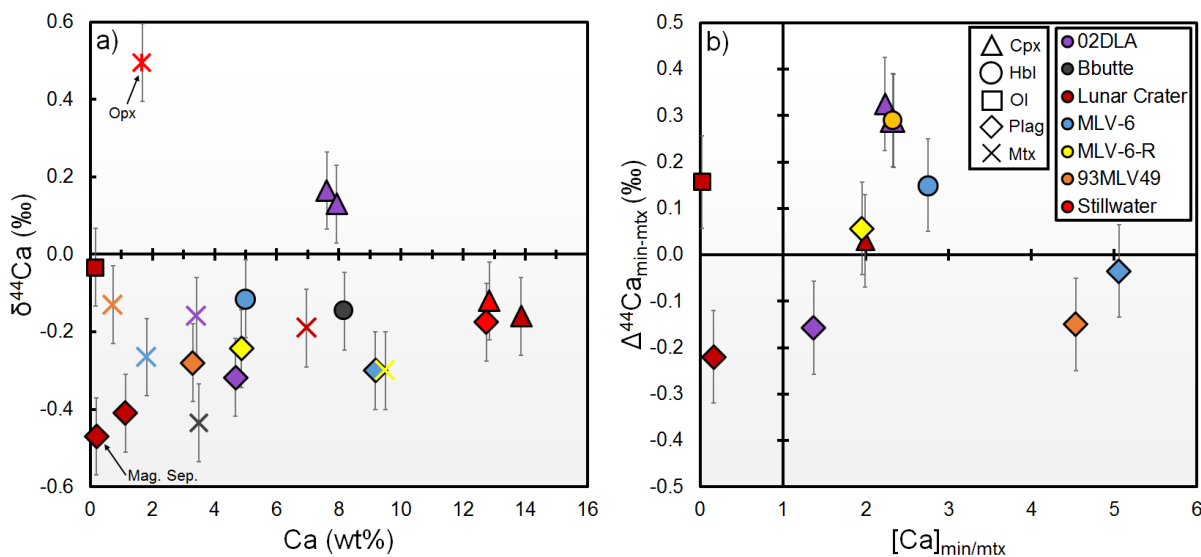 a)
δ⁴⁴Ca (‰)
0.6
0.4
0.2
0.0
-0.2
-0.4
-0.6
Opx
Mag. Sep.
0 2 4 6 8 10 12 14 16
Ca (wt%)
b)
Δ⁴⁴Ca_min-mtx (‰)
0.5
0.4
0.3
0.2
0.1
0.0
-0.1
-0.2
-0.3
-0.4
-0.5
Cpx
Hbl
Ol
Plag
Mtx
02DLA
Bbutte
Lunar Crater
MLV-6
MLV-6-R
93MLV49
Stillwater
0 1 2 3 4 5 6
[Ca]_min/mtx